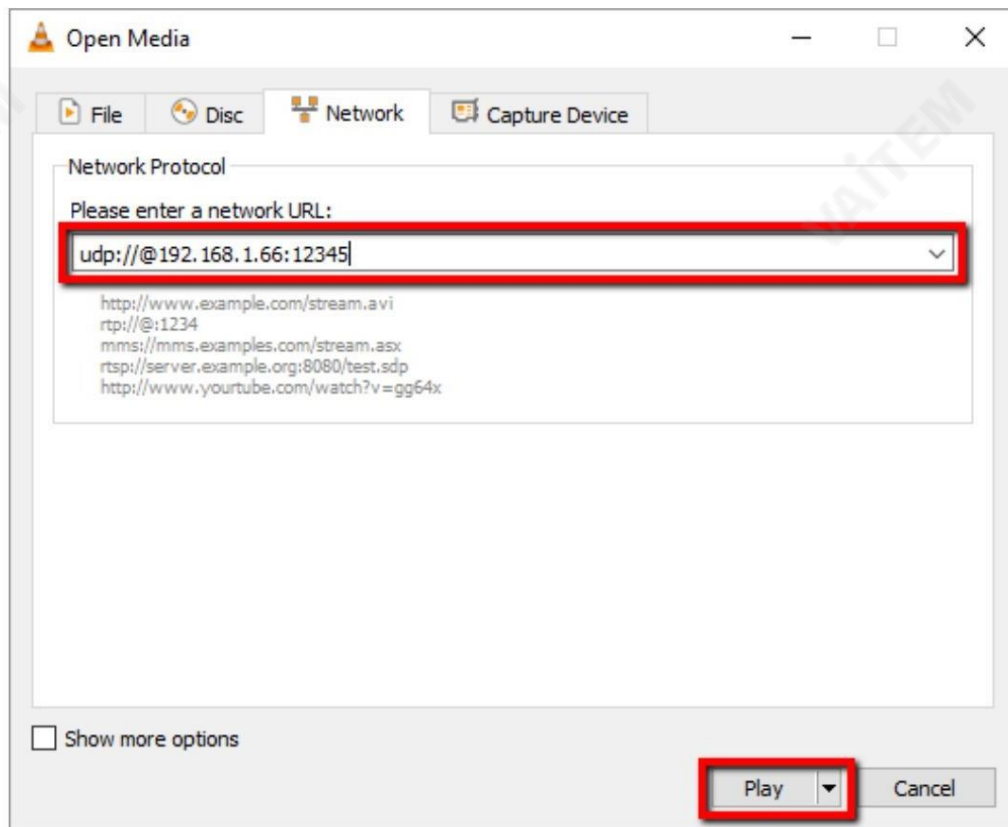 Open Media
File Disc Network Capture Device
Network Protocol
Please enter a network URL:
udp://@192.168.1.66:12345
http://www.example.com/stream.avi
rtp://@:1234
mms://mms.examples.com/stream.asx
rtsp://server.example.org:8080/test.sdp
http://www.yourtube.com/watch?v=gg64x
Show more options
Play Cancel
VAİTEM